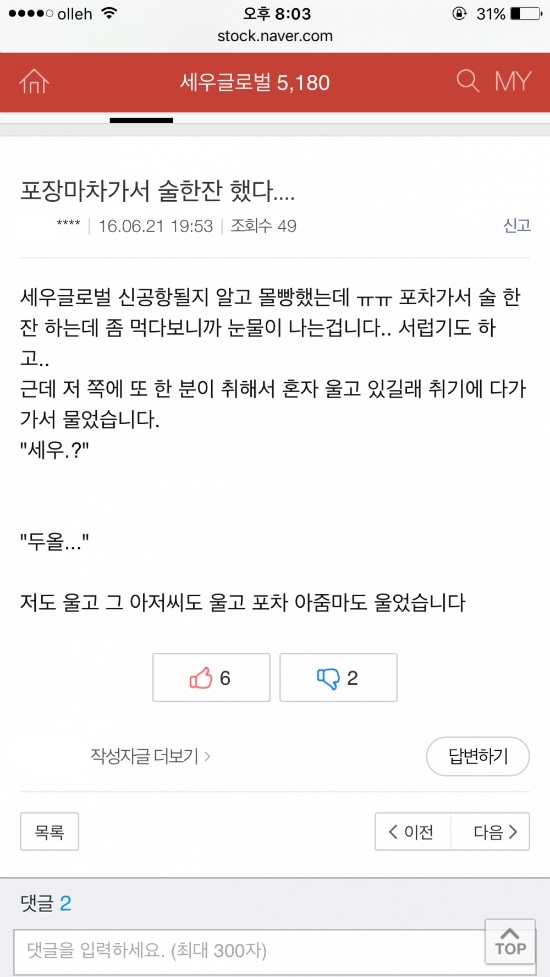 olleh 오후 8:03 31%
stock.naver.com
세우글로벌 5,180 MY
포장마차가서 술한잔 했다....
**** | 16.06.21 19:53 | 조회수 49 신고
세우글로벌 신공항될지 알고 몰빵했는데 ㅠㅠ 포차가서 술 한
잔 하는데 좀 먹다보니까 눈물이 나는겁니다.. 서럽기도 하
고..
근데 저 쪽에 또 한 분이 취해서 혼자 울고 있길래 취기에 다가
가서 물었습니다.
"세우.?"
"두올..."
저도 울고 그 아저씨도 울고 포차 아줌마도 울었습니다
6 2
작성자글 더보기 >
답변하기
목록 < 이전 다음 >
댓글 2
댓글을 입력하세요. (최대 300자)
TOP